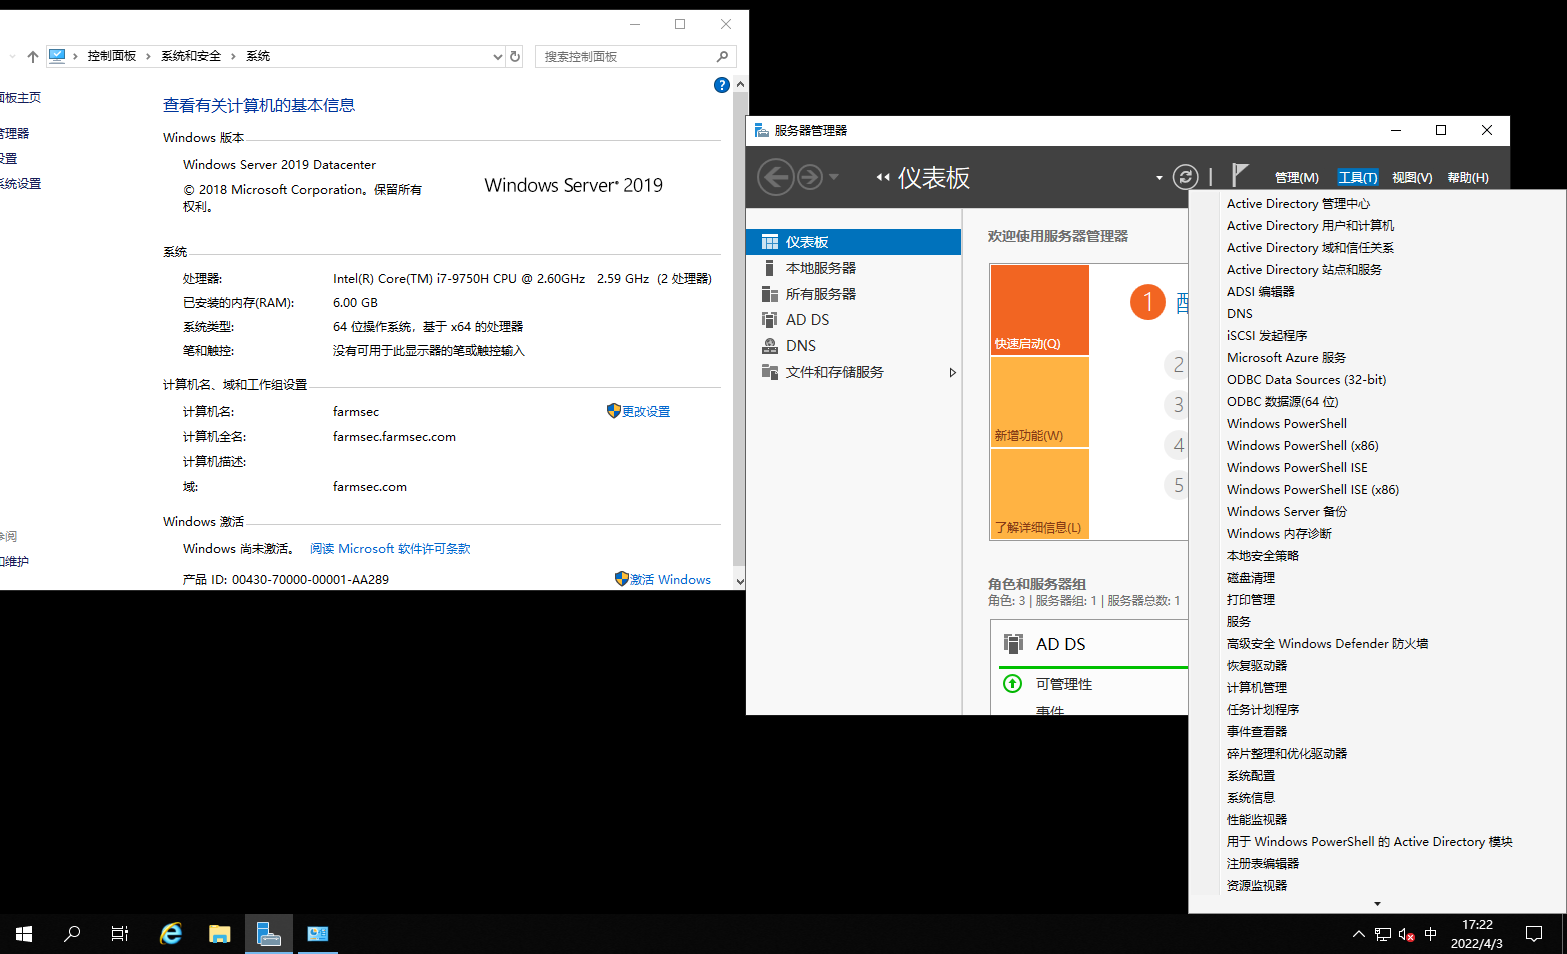 控制面板 系统和安全 系统
搜索控制面板
面板主页
管理器
设置
系统设置
参阅
和维护
查看有关计算机的基本信息
Windows 版本
Windows Server 2019 Datacenter
© 2018 Microsoft Corporation。保留所有
权利。
Windows Server® 2019
系统
处理器: Intel(R) Core(TM) i7-9750H CPU @ 2.60GHz 2.59 GHz (2 处理器)
已安装的内存(RAM): 6.00 GB
系统类型: 64 位操作系统，基于 x64 的处理器
笔和触控: 没有可用于此显示器的笔或触控输入
计算机名、域和工作组设置
计算机名: farmsec 更改设置
计算机全名: farmsec.farmsec.com
计算机描述:
域: farmsec.com
Windows 激活
Windows 尚未激活。 阅读 Microsoft 软件许可条款
产品 ID: 00430-70000-00001-AA289 激活 Windows
服务器管理器
仪表板
管理(M) 工具(T) 视图(V) 帮助(H)
仪表板
本地服务器
所有服务器
AD DS
DNS
文件和存储服务
欢迎使用服务器管理器
快速启动(Q)
新增功能(W)
了解详细信息(L)
1 配
2
3
4
5
角色和服务器组
角色: 3 | 服务器组: 1 | 服务器总数: 1
AD DS
可管理性
事件
Active Directory 管理中心
Active Directory 用户和计算机
Active Directory 域和信任关系
Active Directory 站点和服务
ADSI 编辑器
DNS
iSCSI 发起程序
Microsoft Azure 服务
ODBC Data Sources (32-bit)
ODBC 数据源(64 位)
Windows PowerShell
Windows PowerShell (x86)
Windows PowerShell ISE
Windows PowerShell ISE (x86)
Windows Server 备份
Windows 内存诊断
本地安全策略
磁盘清理
打印管理
服务
高级安全 Windows Defender 防火墙
恢复驱动器
计算机管理
任务计划程序
事件查看器
碎片整理和优化驱动器
系统配置
系统信息
性能监视器
用于 Windows PowerShell 的 Active Directory 模块
注册表编辑器
资源监视器
中
17:22
2022/4/3